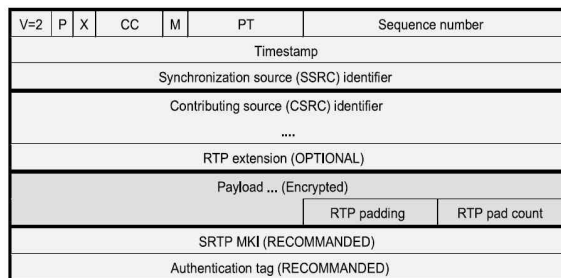 V=2 P X CC M PT Sequence number
Timestamp
Synchronization source (SSRC) identifier
Contributing source (CSRC) identifier
....
RTP extension (OPTIONAL)
Payload ... (Encrypted)
RTP padding RTP pad count
SRTP MKI (RECOMMANDED)
Authentication tag (RECOMMANDED)